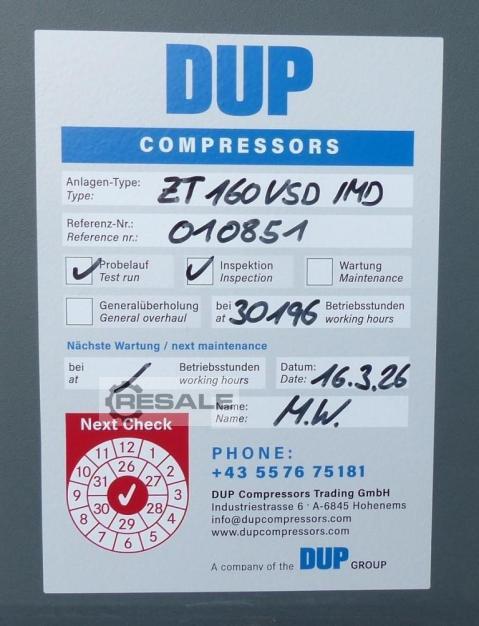 DUP
COMPRESSORS
Anlagen-Type: ZT 160 VSD IMD
Type:
Referenz-Nr.: 010851
Reference nr.:
✓ Probelauf ✓ Inspektion Wartung
Test run Inspection Maintenance
Generalüberholung bei 30196 Betriebsstunden
General overhaul at working hours
Nächste Wartung / next maintenance
bei / Betriebsstunden Datum: 16.3.26
at working hours Date:
RESALE
Name: M.W.
Name:
Next Check
11 12 1
10 2
9 3
8 4
7 6 5
26 27 28 29 30
PHONE:
+43 5576 75181
DUP Compressors Trading GmbH
Industriestrasse 6 · A-6845 Hohenems
info@dupcompressors.com
www.dupcompressors.com
A company of the DUP GROUP